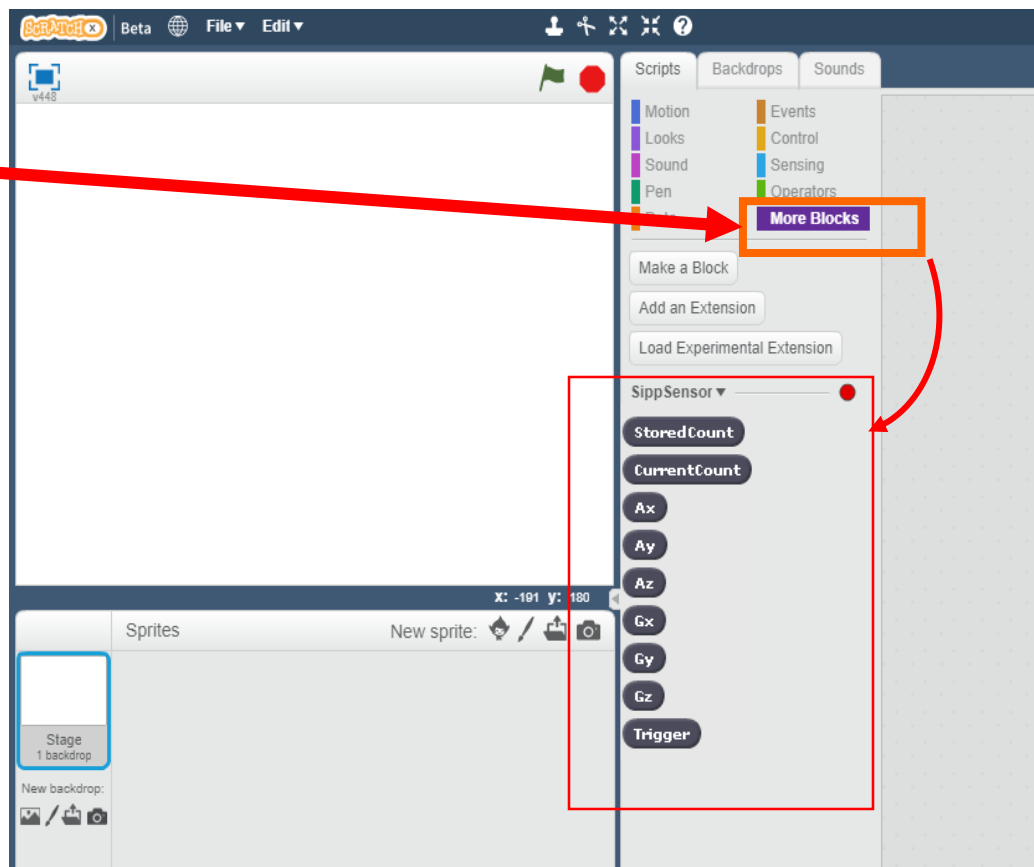 SCRATCH X Beta File▼ Edit▼
v448
Scripts Backdrops Sounds
Motion Events
Looks Control
Sound Sensing
Pen Operators
More Blocks
Make a Block
Add an Extension
Load Experimental Extension
SippSensor▼
StoredCount
CurrentCount
Ax
Ay
Az
Gx
Gy
Gz
Trigger
X: -191 y: 180
Sprites New sprite:
Stage
1 backdrop
New backdrop: